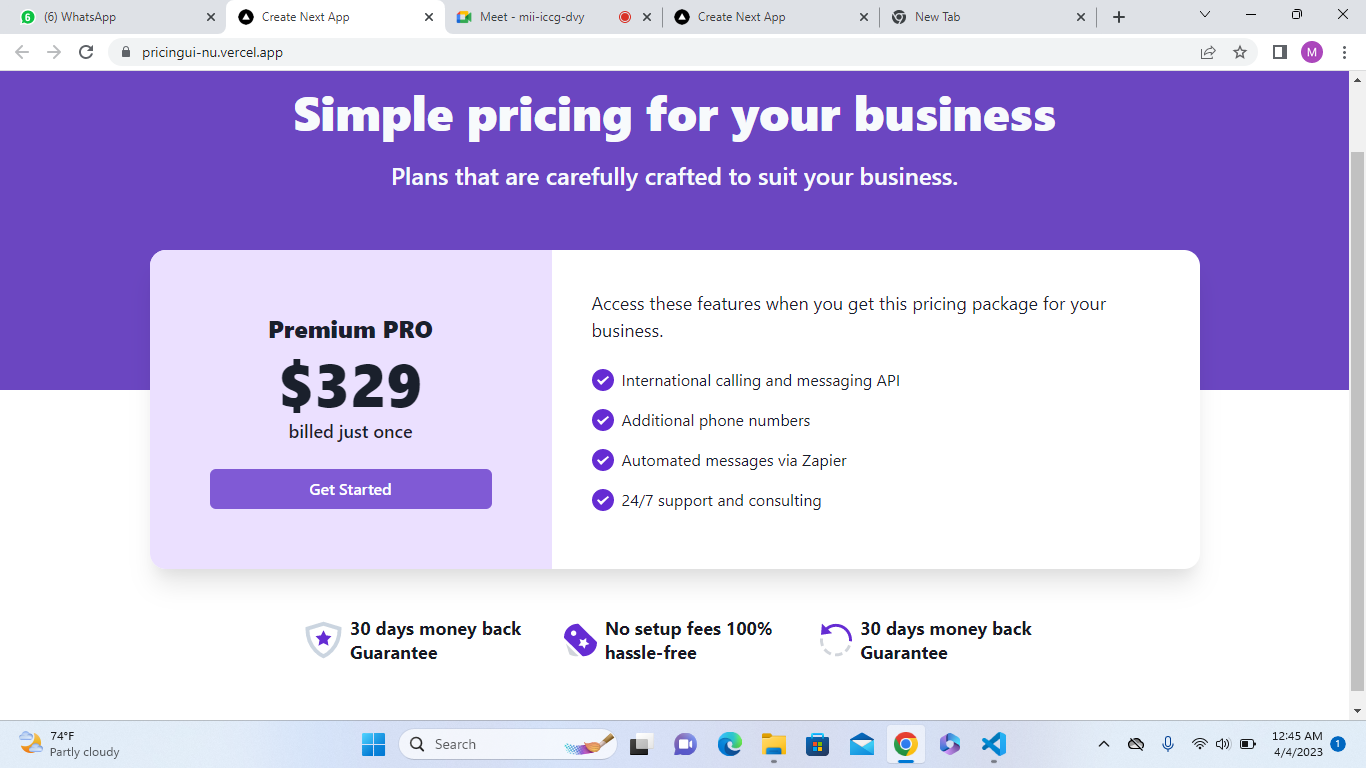 6 (6) WhatsApp
Create Next App
Meet - mii-iccg-dvy
Create Next App
New Tab
pricingui-nu.vercel.app
M
Simple pricing for your business
Plans that are carefully crafted to suit your business.
Premium PRO
$329
billed just once
Get Started
Access these features when you get this pricing package for your
business.
International calling and messaging API
Additional phone numbers
Automated messages via Zapier
24/7 support and consulting
30 days money back
Guarantee
No setup fees 100%
hassle-free
30 days money back
Guarantee
74°F
Partly cloudy
Search
12:45 AM
4/4/2023
1